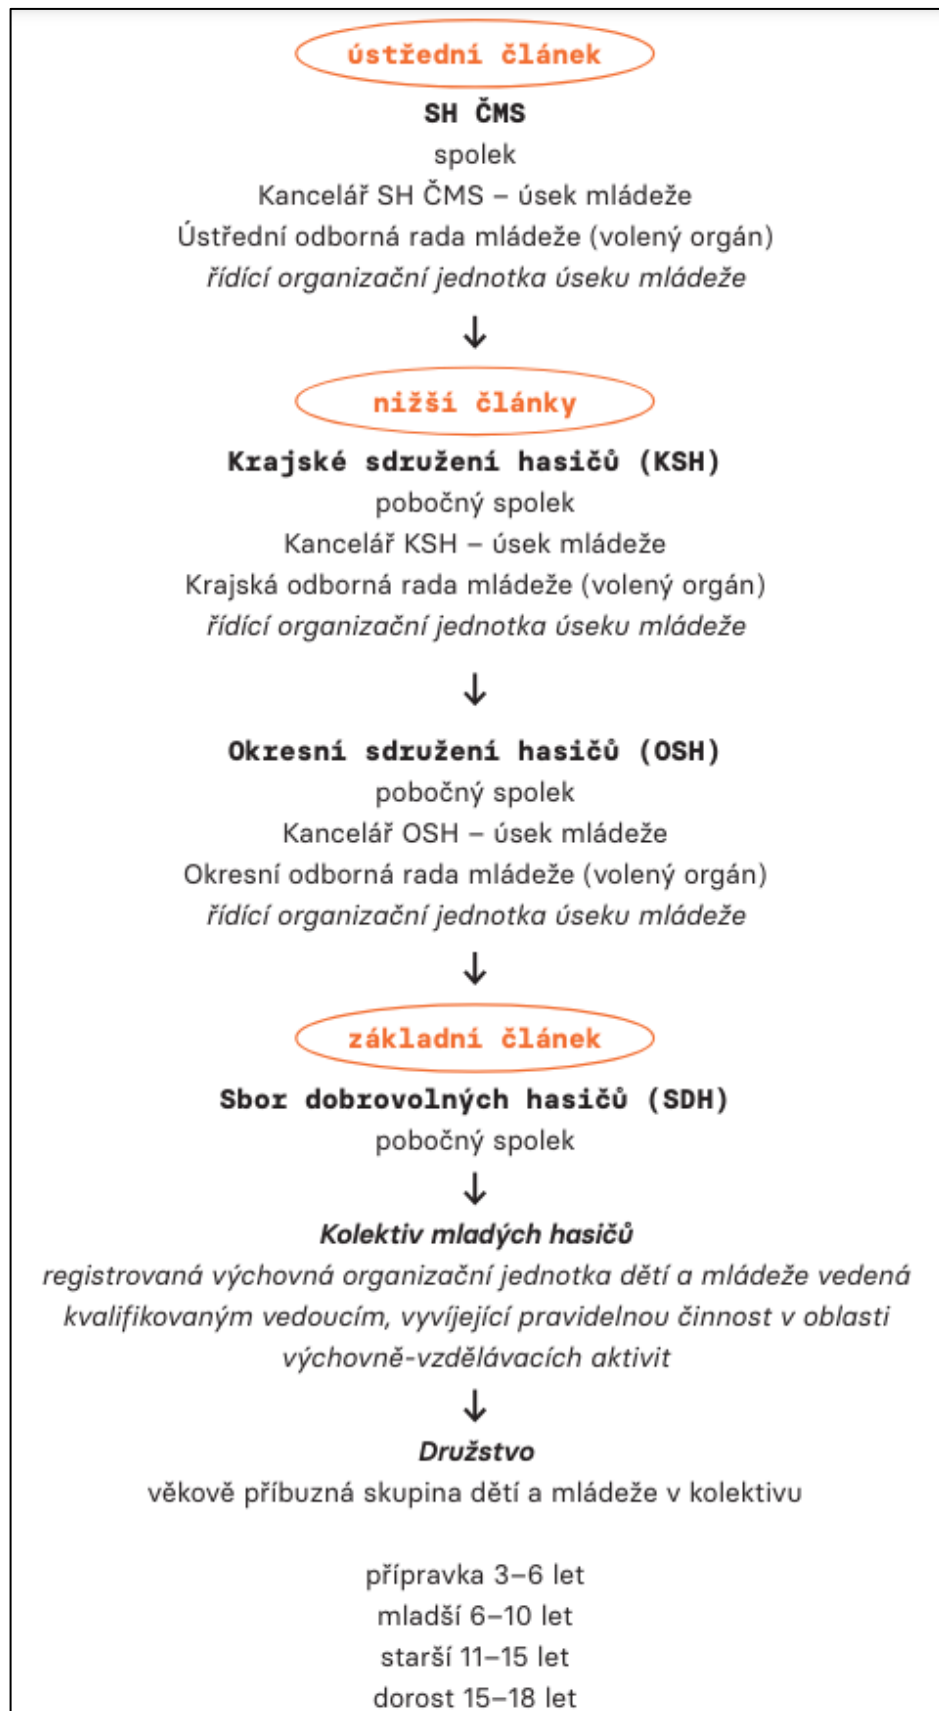 ústřední článek
SH ČMS
spolek
Kancelář SH ČMS – úsek mládeže
Ústřední odborná rada mládeže (volený orgán)
řídící organizační jednotka úseku mládeže
↓
nižší články
Krajské sdružení hasičů (KSH)
pobočný spolek
Kancelář KSH – úsek mládeže
Krajská odborná rada mládeže (volený orgán)
řídící organizační jednotka úseku mládeže
↓
Okresní sdružení hasičů (OSH)
pobočný spolek
Kancelář OSH – úsek mládeže
Okresní odborná rada mládeže (volený orgán)
řídící organizační jednotka úseku mládeže
↓
základní článek
Sbor dobrovolných hasičů (SDH)
pobočný spolek
↓
Kolektiv mladých hasičů
registrovaná výchovná organizační jednotka dětí a mládeže vedená
kvalifikovaným vedoucím, vyvíjející pravidelnou činnost v oblasti
výchovně-vzdělávacích aktivit
↓
Družstvo
věkově příbuzná skupina dětí a mládeže v kolektivu
přípravka 3–6 let
mladší 6–10 let
starší 11–15 let
dorost 15–18 let